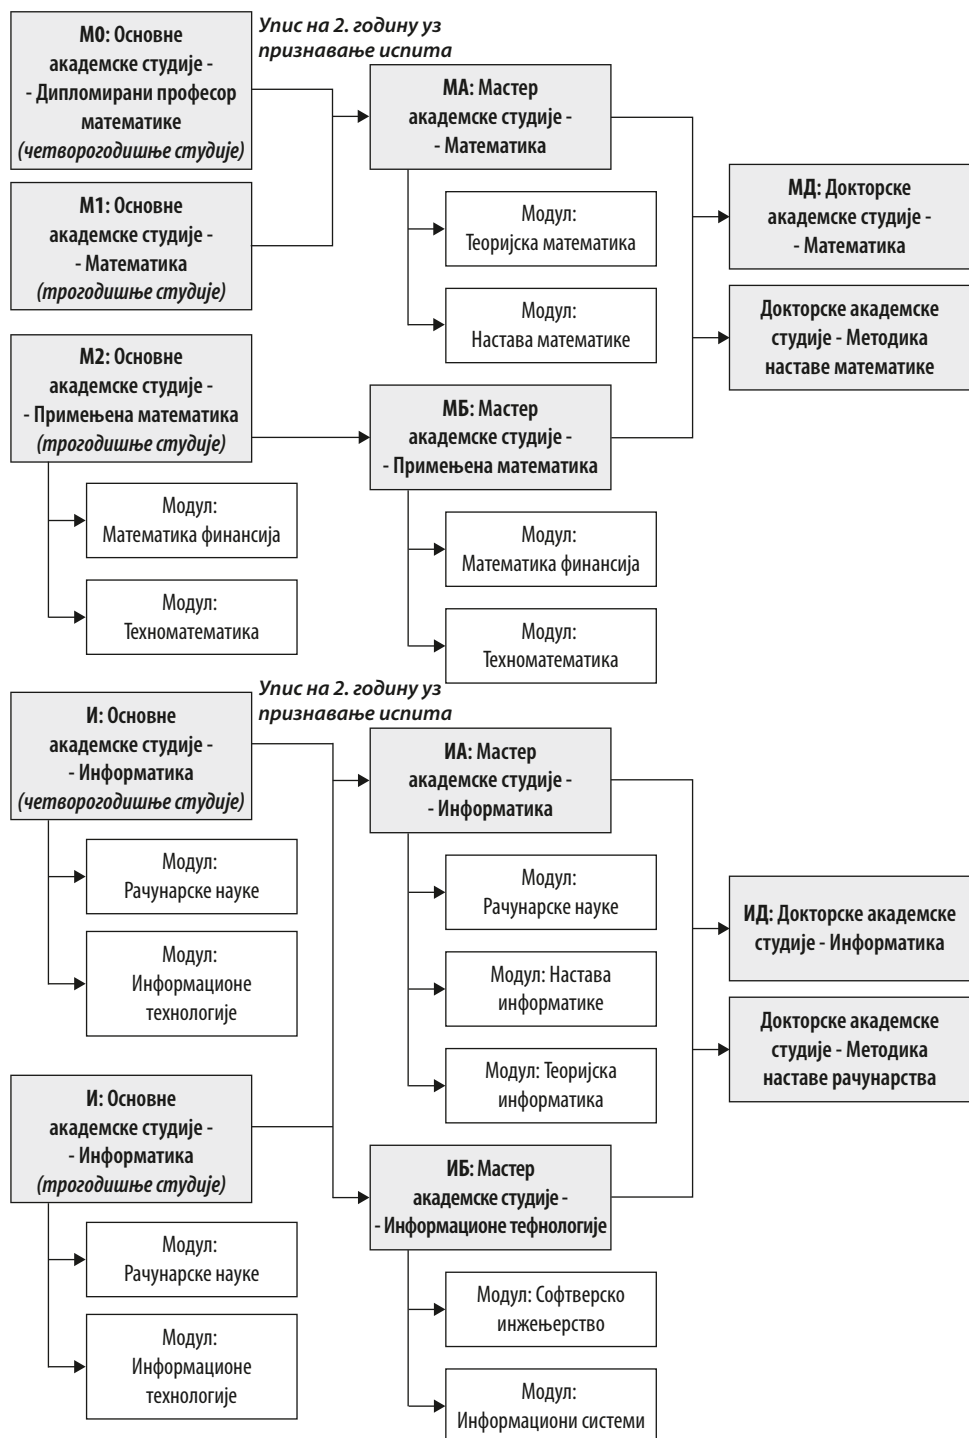 М0: Основне
академске студије -
- Дипломирани професор
математике
(четворогодишње студије)
Упис на 2. годину уз
признавање испита
М1: Основне
академске студије -
- Математика
(трогодишње студије)
МА: Мастер
академске студије -
- Математика
Модул:
Теоријска математика
Модул:
Настава математике
МД: Докторске
академске студије -
- Математика
Докторске академске
студије - Методика
наставе математике
М2: Основне
академске студије -
- Примењена математика
(трогодишње студије)
Модул:
Математика финансија
Модул:
Техноматематика
МБ: Мастер
академске студије -
- Примењена математика
Модул:
Математика финансија
Модул:
Техноматематика
И: Основне
академске студије -
- Информатика
(четворогодишње студије)
Упис на 2. годину уз
признавање испита
Модул:
Рачунарске науке
Модул:
Информационе
технологије
ИА: Мастер
академске студије -
- Информатика
Модул:
Рачунарске науке
Модул: Настава
информатике
Модул: Теоријска
информатика
ИД: Докторске академске
студије - Информатика
Докторске академске
студије - Методика
наставе рачунарства
И: Основне
академске студије -
- Информатика
(трогодишње студије)
Модул:
Рачунарске науке
Модул:
Информационе
технологије
ИБ: Мастер
академске студије -
- Информационе тефнологије
Модул: Софтверско
инжењерство
Модул:
Информациони системи